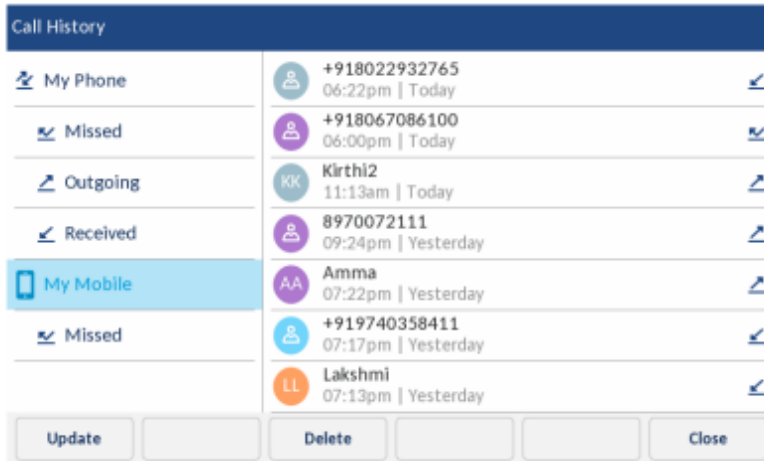 Call History
My Phone
Missed
Outgoing
Received
My Mobile
Missed
+918022932765
06:22pm | Today
+918067086100
06:00pm | Today
KK
Kirthi2
11:13am | Today
8970072111
09:24pm | Yesterday
AA
Amma
07:22pm | Yesterday
+919740358411
07:17pm | Yesterday
LL
Lakshmi
07:13pm | Yesterday
Update
Delete
Close